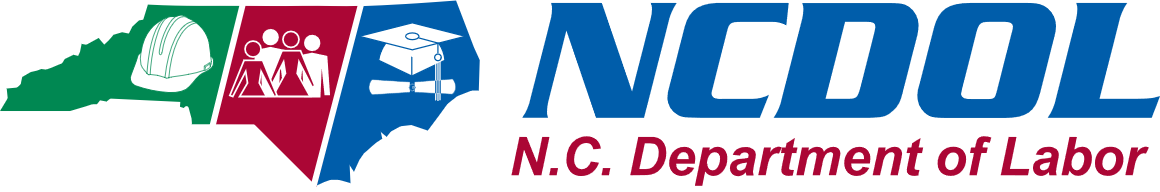 NCDOL
N.C. Department of Labor